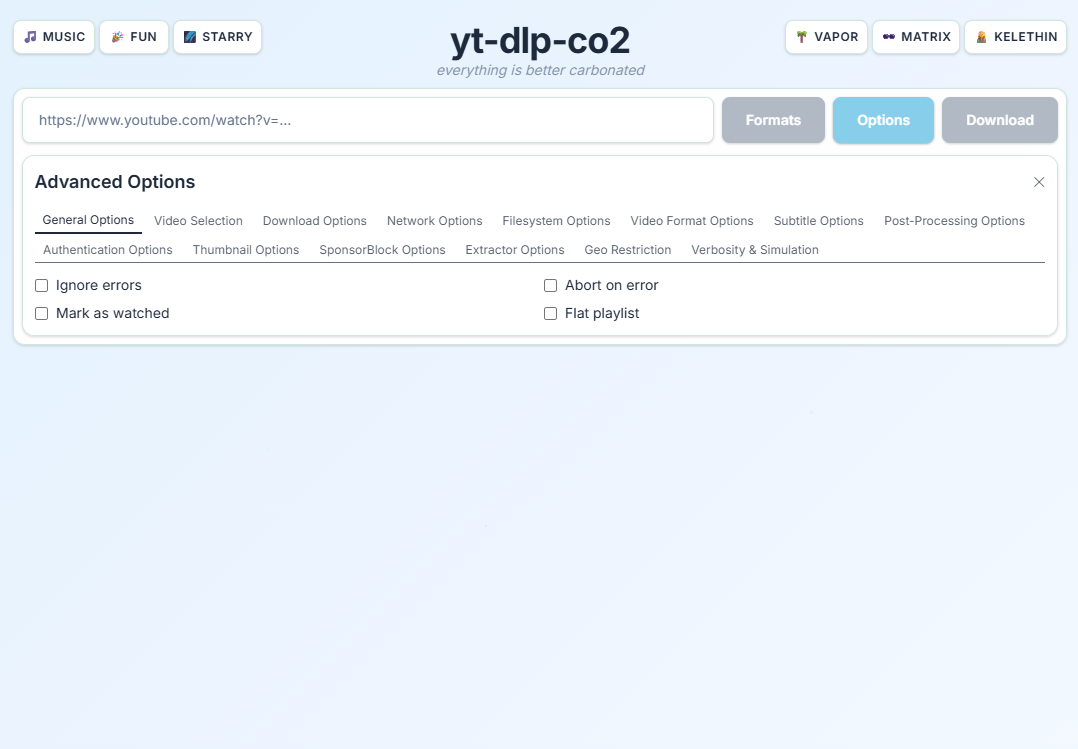 MUSIC FUN STARRY yt-dlp-co2 VAPOR MATRIX KELETHIN
everything is better carbonated
https://www.youtube.com/watch?v=... Formats Options Download
Advanced Options
General Options Video Selection Download Options Network Options Filesystem Options Video Format Options Subtitle Options Post-Processing Options
Authentication Options Thumbnail Options SponsorBlock Options Extractor Options Geo Restriction Verbosity & Simulation
Ignore errors Abort on error
Mark as watched Flat playlist